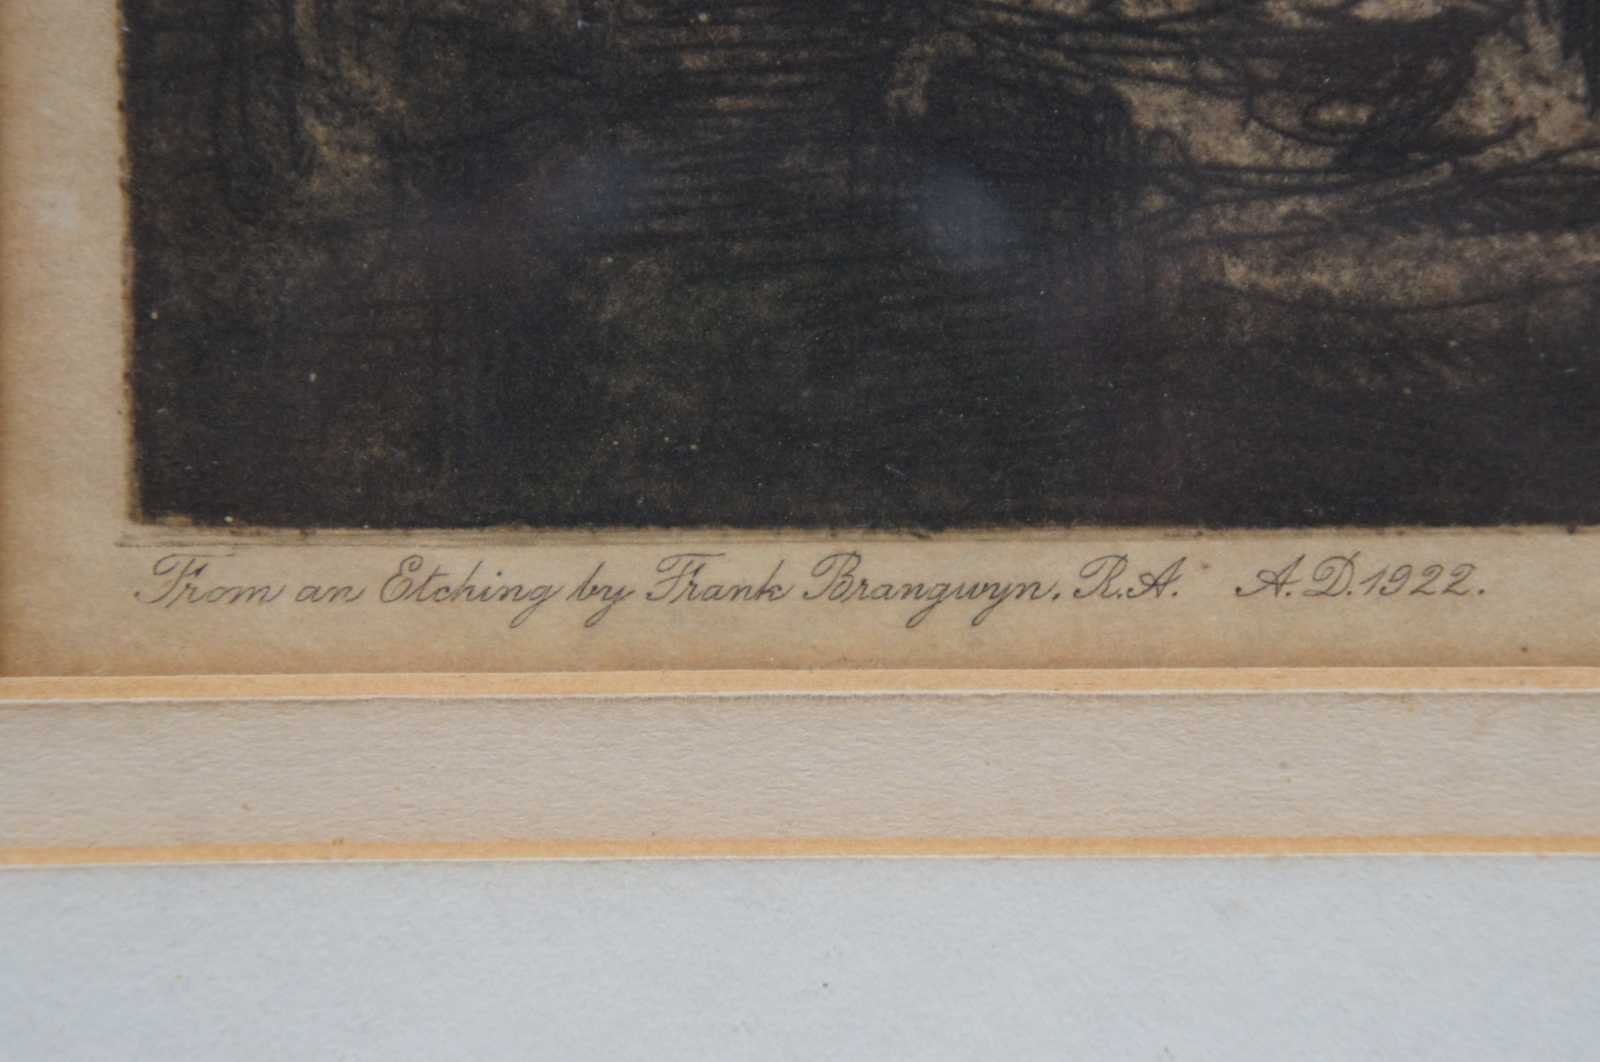 From an Etching by Frank Brangwyn. R.A. A.D. 1922.